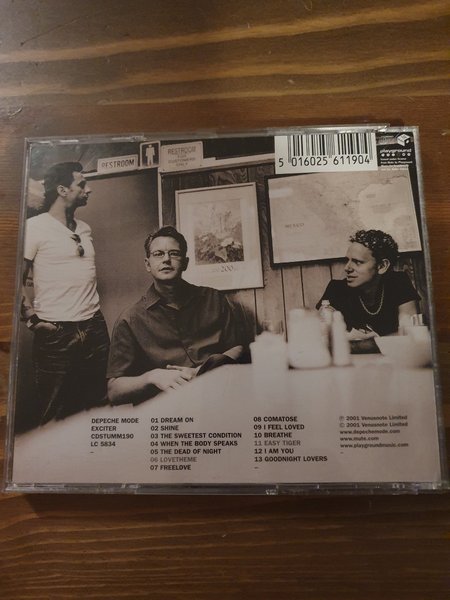 RESTROOM
RESTROOM
CUSTOMERS
ONLY
5 016025 611904
playground
MEXICO
200
DEPECHE MODE
EXCITER
CDSTUMM190
LC 5834
01 DREAM ON
02 SHINE
03 THE SWEETEST CONDITION
04 WHEN THE BODY SPEAKS
05 THE DEAD OF NIGHT
06 LOVETHEME
07 FREELOVE
08 COMATOSE
09 I FEEL LOVED
10 BREATHE
11 EASY TIGER
12 I AM YOU
13 GOODNIGHT LOVERS
–
℗ 2001 Venusnote Limited
© 2001 Venusnote Limited
www.depechemode.com
www.mute.com
www.playgroundmusic.com
–